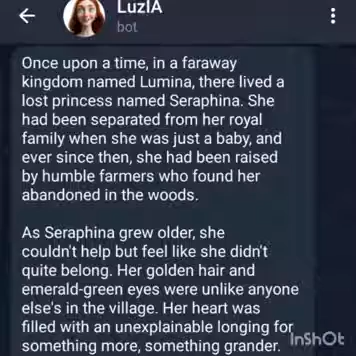 LuzIA
bot
Once upon a time, in a faraway
kingdom named Lumina, there lived a
lost princess named Seraphina. She
had been separated from her royal
family when she was just a baby, and
ever since then, she had been raised
by humble farmers who found her
abandoned in the woods.
As Seraphina grew older, she
couldn't help but feel like she didn't
quite belong. Her golden hair and
emerald-green eyes were unlike anyone
else's in the village. Her heart was
filled with an unexplainable longing for
something more, something grander.
InShOt